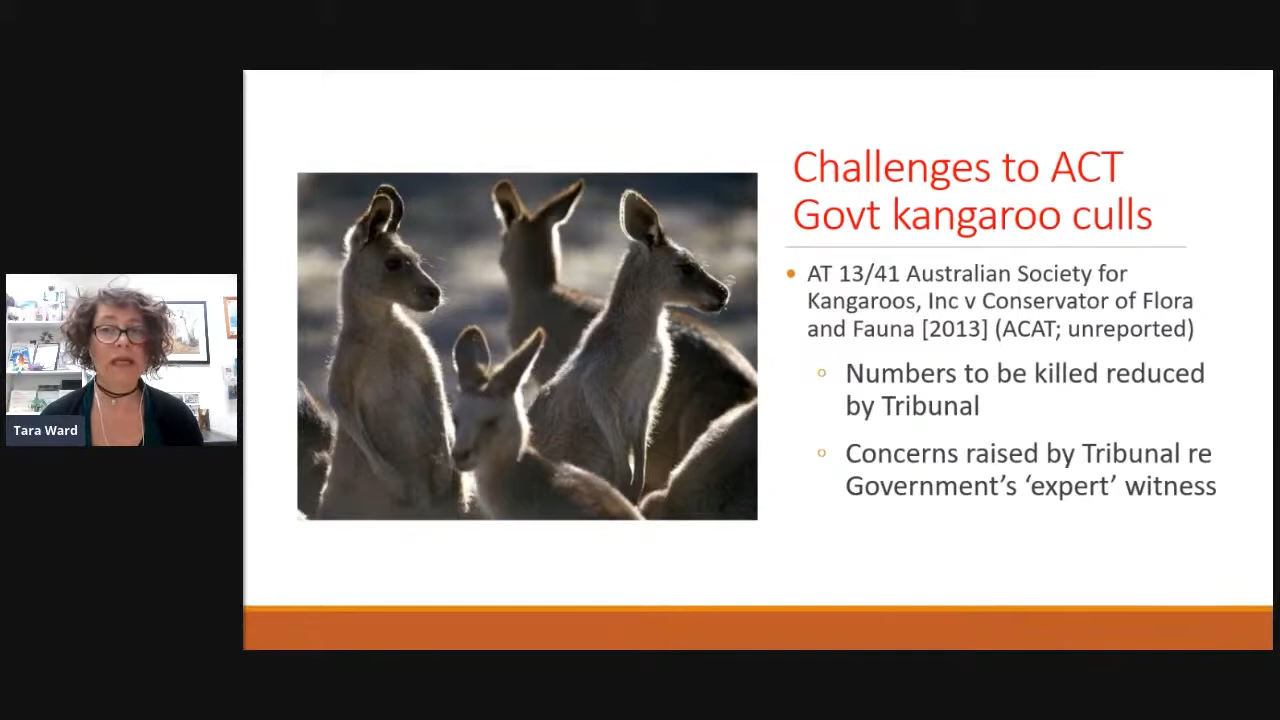 Challenges to ACT
Govt kangaroo culls
• AT 13/41 Australian Society for
Kangaroos, Inc v Conservator of Flora
and Fauna [2013] (ACAT; unreported)
○ Numbers to be killed reduced
by Tribunal
○ Concerns raised by Tribunal re
Government’s ‘expert’ witness
Tara Ward